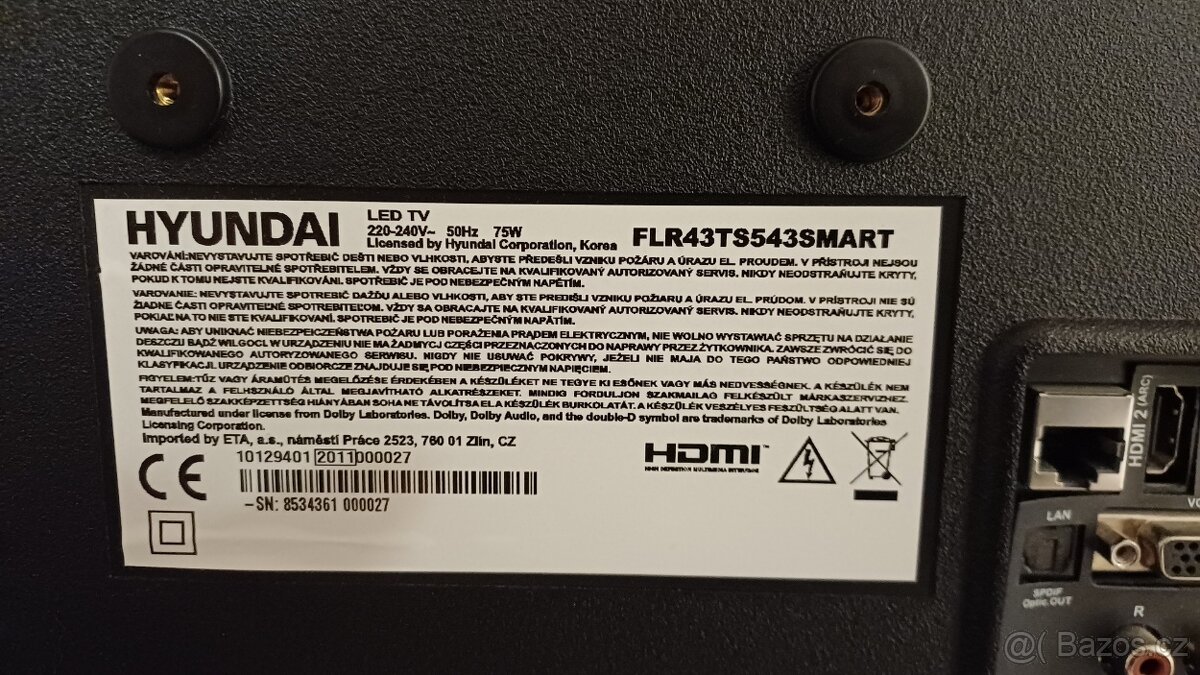 HYUNDAI
LED TV
220-240V~ 50Hz 75W
Licensed by Hyundai Corporation, Korea
FLR43TS543SMART
VAROVÁNÍ:NEVYSTAVUJTE SPOTŘEBIČ DEŠTI NEBO VLHKOSTI, ABYSTE PŘEDEŠLI VZNIKU POŽÁRU A ÚRAZU EL. PROUDEM. V PŘÍSTROJI NEJSOU
ŽÁDNÉ ČÁSTI OPRAVITELNÉ SPOTŘEBITELEM. VŽDY SE OBRACEJTE NA KVALIFIKOVANÝ AUTORIZOVANÝ SERVIS. NIKDY NEODSTRAŇUJTE KRYTY,
POKUD K TOMU NEJSTE KVALIFIKOVÁNI. SPOTŘEBIČ JE POD NEBEZPEČNÝM NAPĚTÍM.
VAROVANIE: NEVYSTAVUJTE SPOTREBIČ DAŽĎU ALEBO VLHKOSTI, ABY STE PREDIŠLI VZNIKU POŽIARU A ÚRAZU EL. PRÚDOM. V PRÍSTROJI NIE SÚ
ŽIADNE ČASTI OPRAVITEĽNÉ SPOTREBITEĽOM. VŽDY SA OBRACAJTE NA KVALIFIKOVANÝ AUTORIZOVANÝ SERVIS. NIKDY NEODSTRAŇUJTE KRYTY,
POKIAĽ NA TO NIE STE KVALIFIKOVANÍ. SPOTREBIČ JE POD NEBEZPEČNÝM NAPÄTÍM.
UWAGA: ABY UNIKNĄĆ NIEBEZPIECZEŃSTWA POŻARU LUB PORAŻENIA PRĄDEM ELEKTRYCZNYM, NIE WOLNO WYSTAWIAĆ SPRZĘTU NA DZIAŁANIE
DESZCZU BĄDŹ WILGOCI. W URZĄDZENIU NIE MA ŻADNYCJ CZĘŚCI PRZEZNACZONYCH DO NAPRAWY PRZEZ UŻYTKOWNIKA. ZAWSZE ZWRÓCIĆ SIĘ DO
KWALIFIKOWANEGO AUTORYZOWANEGO SERWISU. NIGDY NIE USUWAĆ POKRYWY, JEŻELI NIE MAJA DO TEGO PAŃSTWO ODPOWIEDNIEJ
KLASYFIKACJI. URZĄDZENIE ODBIORCZE ZNAJDUJE SIĘ POD NIEBEZPIECZNYM NAPIĘCIEM.
FIGYELEM:TŰZ VAGY ÁRAMÜTÉS MEGELŐZÉSE ÉRDEKÉBEN A KÉSZÜLÉKET NE TEGYE KI ESŐNEK VAGY MÁS NEDVESSÉGNEK. A KÉSZÜLÉK NEM
TARTALMAZ A FELHSZNÁLÓ ÁLTAL MEGJAVÍTHATÓ ALKATRÉSZEKET. MINDIG FORDULJON SZAKMAILAG FELKÉSZÜLT MÁRKASZERVIZHEZ.
MEGFELELŐ SZAKKÉPZETTSÉG HIÁNYÁBAN SOHA NE TÁVOLÍTSA EL A KÉSZÜLÉK BURKOLATÁT. A KÉSZÜLÉK VESZÉLYES FESZÜLTSÉG ALATT VAN.
Manufactured under license from Dolby Laboratories. Dolby, Dolby Audio, and the double-D symbol are trademarks of Dolby Laboratories
Licensing Corporation.
Imported by ETA, a.s., náměstí Práce 2523, 760 01 Zlín, CZ
10129401 2011 000027
CE
-SN: 8534361 000027
HDMI™
HIGH DEFINITION MULTIMEDIA INTERFACE
HDMI 2 (ARC)
LAN
SPDIF
Optic OUT
R
@( Bazos.cz